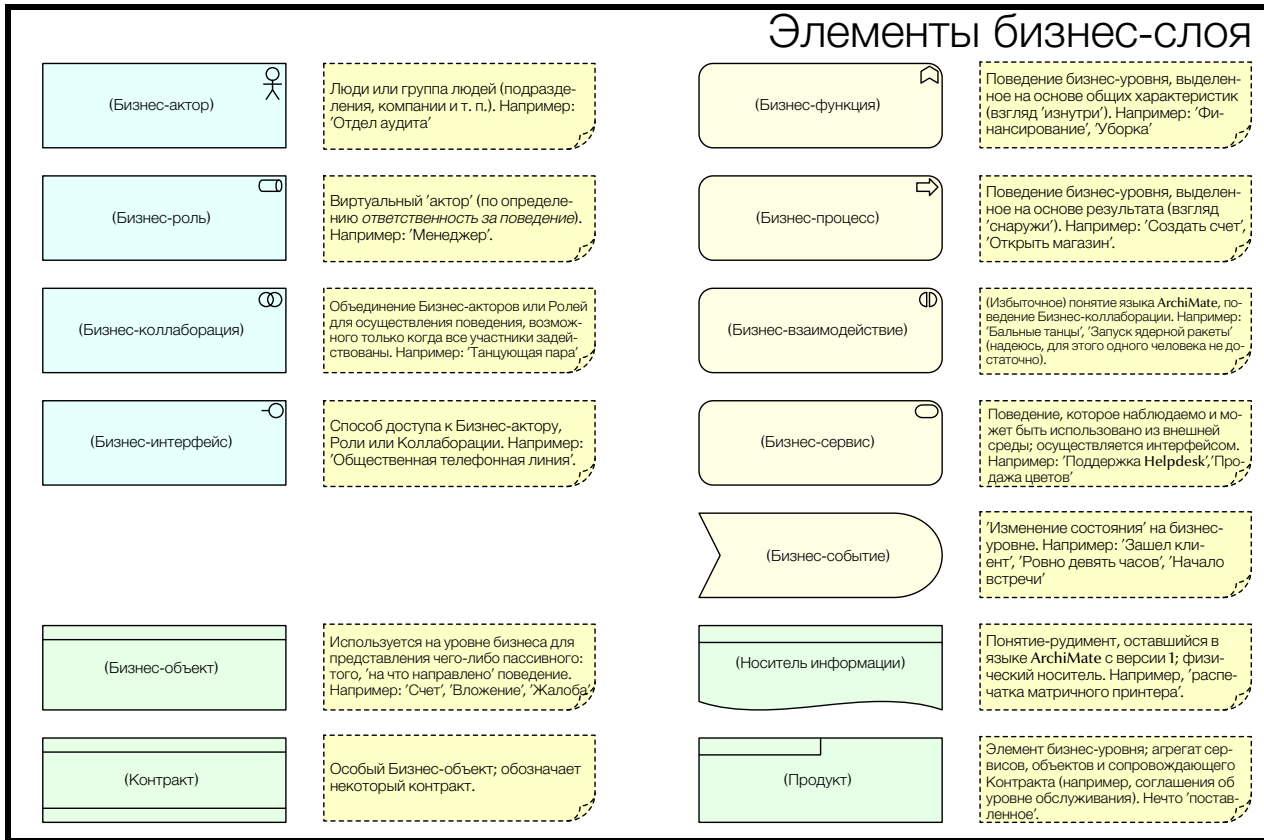 Элементы бизнес-слоя
(Бизнес-актор)
Люди или группа людей (подразде-
ления, компании и т. п.). Например:
'Отдел аудита'
(Бизнес-функция)
Поведение бизнес-уровня, выделен-
ное на основе общих характеристик
(взгляд 'изнутри'). Например: 'Фи-
нансирование', 'Уборка'
(Бизнес-роль)
Виртуальный 'актор' (по определе-
нию ответственность за поведение).
Например: 'Менеджер'.
(Бизнес-процесс)
Поведение бизнес-уровня, выделен-
ное на основе результата (взгляд
'снаружи'). Например: 'Создать счет',
'Открыть магазин'.
(Бизнес-коллаборация)
Объединение Бизнес-акторов или Ролей
для осуществления поведения, возмож-
ного только когда все участники задей-
ствованы. Например: 'Танцующая пара'
(Бизнес-взаимодействие)
(Избыточное) понятие языка ArchiMate, по-
ведение Бизнес-коллаборации. Например:
'Бальные танцы', 'Запуск ядерной ракеты'
(надеюсь, для этого одного человека не до-
статочно).
(Бизнес-интерфейс)
Способ доступа к Бизнес-актору,
Роли или Коллаборации. Например:
'Общественная телефонная линия'.
(Бизнес-сервис)
Поведение, которое наблюдаемо и мо-
жет быть использовано из внешней
среды; осуществляется интерфейсом.
Например: 'Поддержка Helpdesk','Про-
дажа цветов'
(Бизнес-событие)
'Изменение состояния' на бизнес-
уровне. Например: 'Зашел кли-
ент', 'Ровно девять часов', 'Начало
встречи'
(Бизнес-объект)
Используется на уровне бизнеса для
представления чего-либо пассивного:
того, 'на что направлено' поведение.
Например: 'Счет', 'Вложение', 'Жалоба'
(Носитель информации)
Понятие-рудимент, оставшийся в
языке ArchiMate с версии 1; физи-
ческий носитель. Например, 'распе-
чатка матричного принтера'.
(Контракт)
Особый Бизнес-объект; обозначает
некоторый контракт.
(Продукт)
Элемент бизнес-уровня; агрегат сер-
висов, объектов и сопровождающего
Контракта (например, соглашения об
уровне обслуживания). Нечто 'постав-
ленное'.